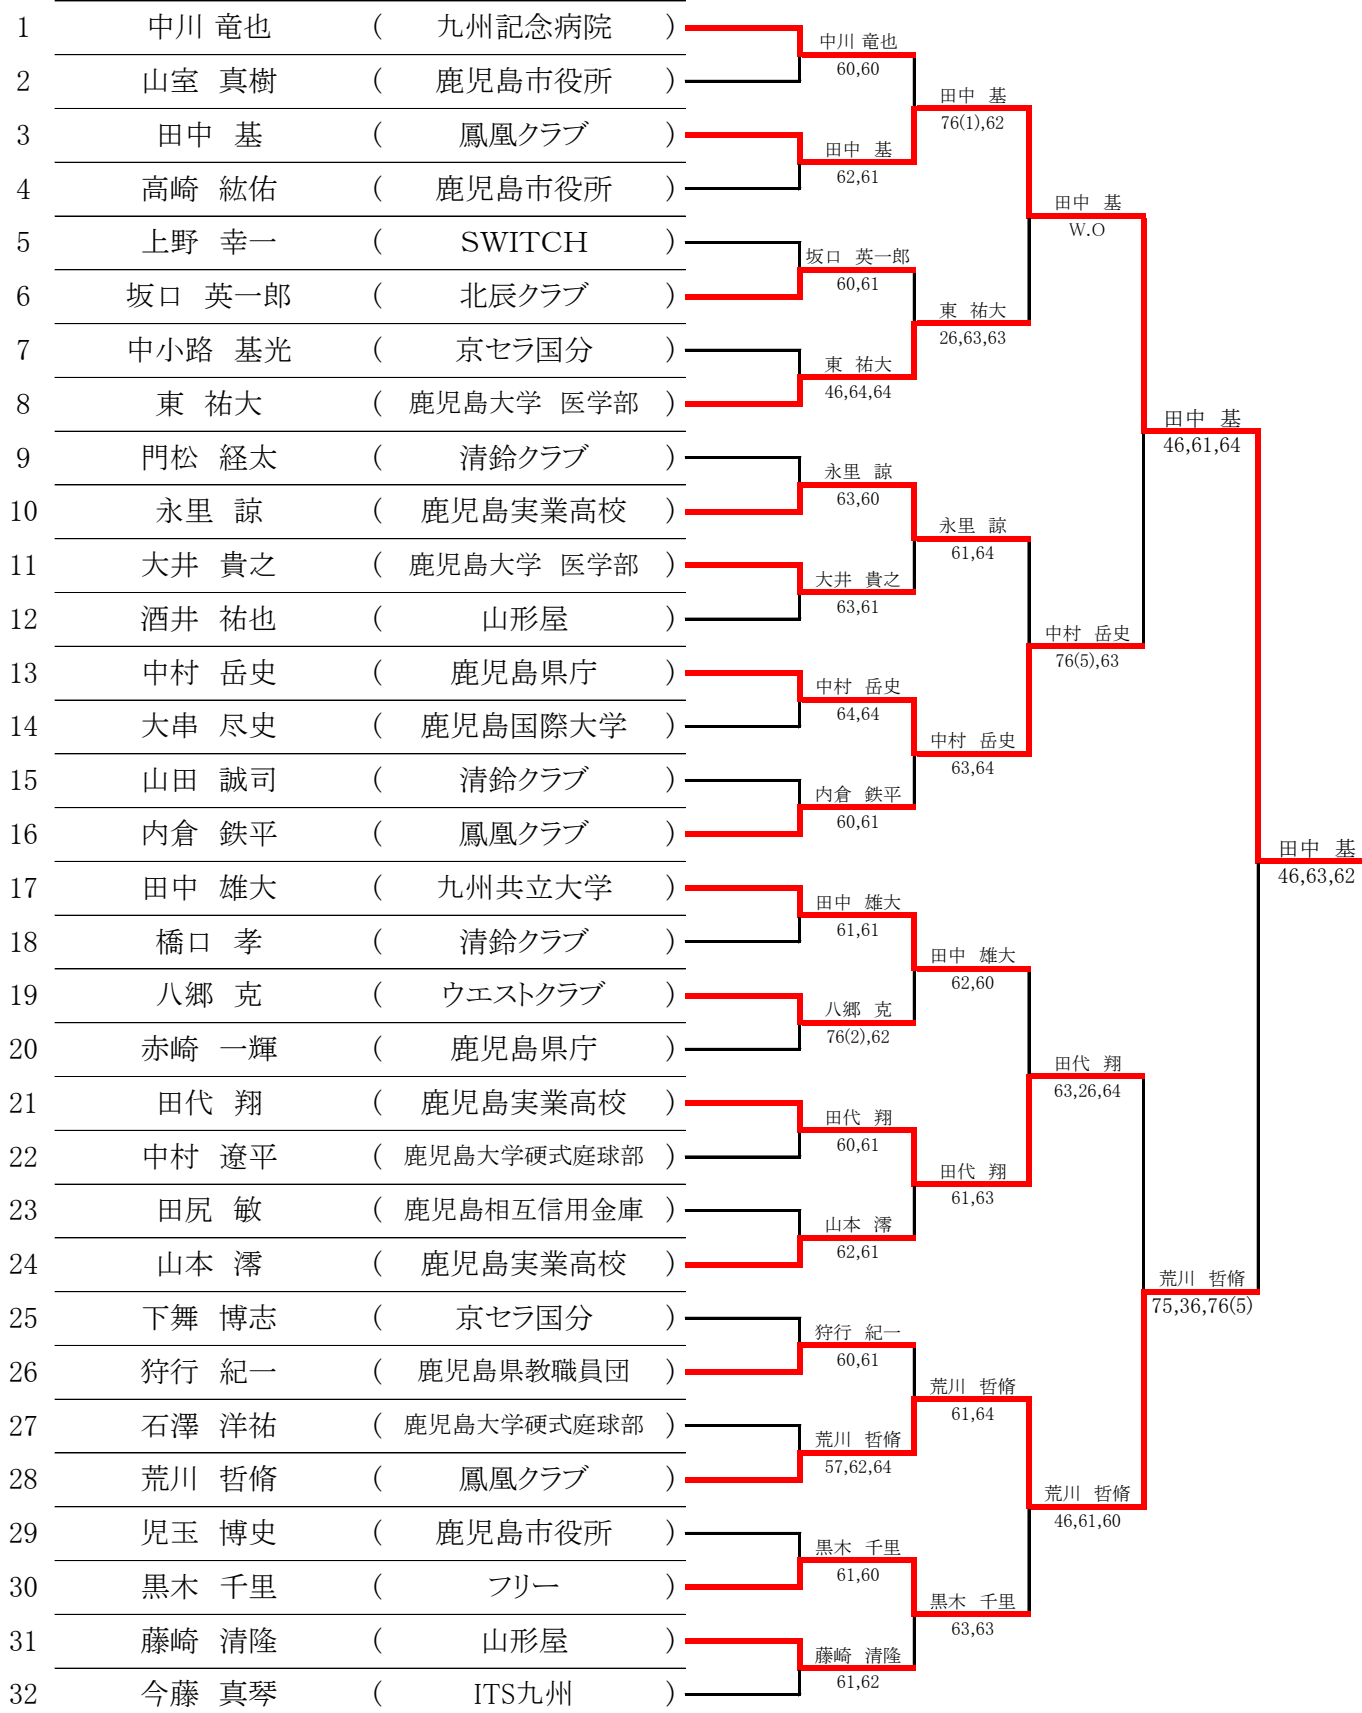 1 中川 竜也 ( 九州記念病院 )
2 山室 真樹 ( 鹿児島市役所 )
3 田中 基 ( 鳳凰クラブ )
4 高崎 紘佑 ( 鹿児島市役所 )
5 上野 幸一 ( SWITCH )
6 坂口 英一郎 ( 北辰クラブ )
7 中小路 基光 ( 京セラ国分 )
8 東 祐大 ( 鹿児島大学 医学部 )
9 門松 経太 ( 清鈴クラブ )
10 永里 諒 ( 鹿児島実業高校 )
11 大井 貴之 ( 鹿児島大学 医学部 )
12 酒井 祐也 ( 山形屋 )
13 中村 岳史 ( 鹿児島県庁 )
14 大串 尽史 ( 鹿児島国際大学 )
15 山田 誠司 ( 清鈴クラブ )
16 内倉 鉄平 ( 鳳凰クラブ )
17 田中 雄大 ( 九州共立大学 )
18 橋口 孝 ( 清鈴クラブ )
19 八郷 克 ( ウエストクラブ )
20 赤崎 一輝 ( 鹿児島県庁 )
21 田代 翔 ( 鹿児島実業高校 )
22 中村 遼平 ( 鹿児島大学硬式庭球部 )
23 田尻 敏 ( 鹿児島相互信用金庫 )
24 山本 澪 ( 鹿児島実業高校 )
25 下舞 博志 ( 京セラ国分 )
26 狩行 紀一 ( 鹿児島県教職員団 )
27 石澤 洋祐 ( 鹿児島大学硬式庭球部 )
28 荒川 哲脩 ( 鳳凰クラブ )
29 児玉 博史 ( 鹿児島市役所 )
30 黒木 千里 ( フリー )
31 藤崎 清隆 ( 山形屋 )
32 今藤 真琴 ( ITS九州 )
中川 竜也
60,60
田中 基
62,61
坂口 英一郎
60,61
東 祐大
46,64,64
永里 諒
63,60
大井 貴之
63,61
中村 岳史
64,64
内倉 鉄平
60,61
田中 雄大
61,61
八郷 克
76(2),62
田代 翔
60,61
山本 澪
62,61
狩行 紀一
60,61
荒川 哲脩
57,62,64
黒木 千里
61,60
藤崎 清隆
61,62
田中 基
76(1),62
東 祐大
26,63,63
永里 諒
61,64
中村 岳史
63,64
田中 雄大
62,60
田代 翔
61,63
荒川 哲脩
61,64
黒木 千里
63,63
田中 基
W.O
中村 岳史
76(5),63
田代 翔
63,26,64
荒川 哲脩
46,61,60
田中 基
46,61,64
荒川 哲脩
75,36,76(5)
田中 基
46,63,62